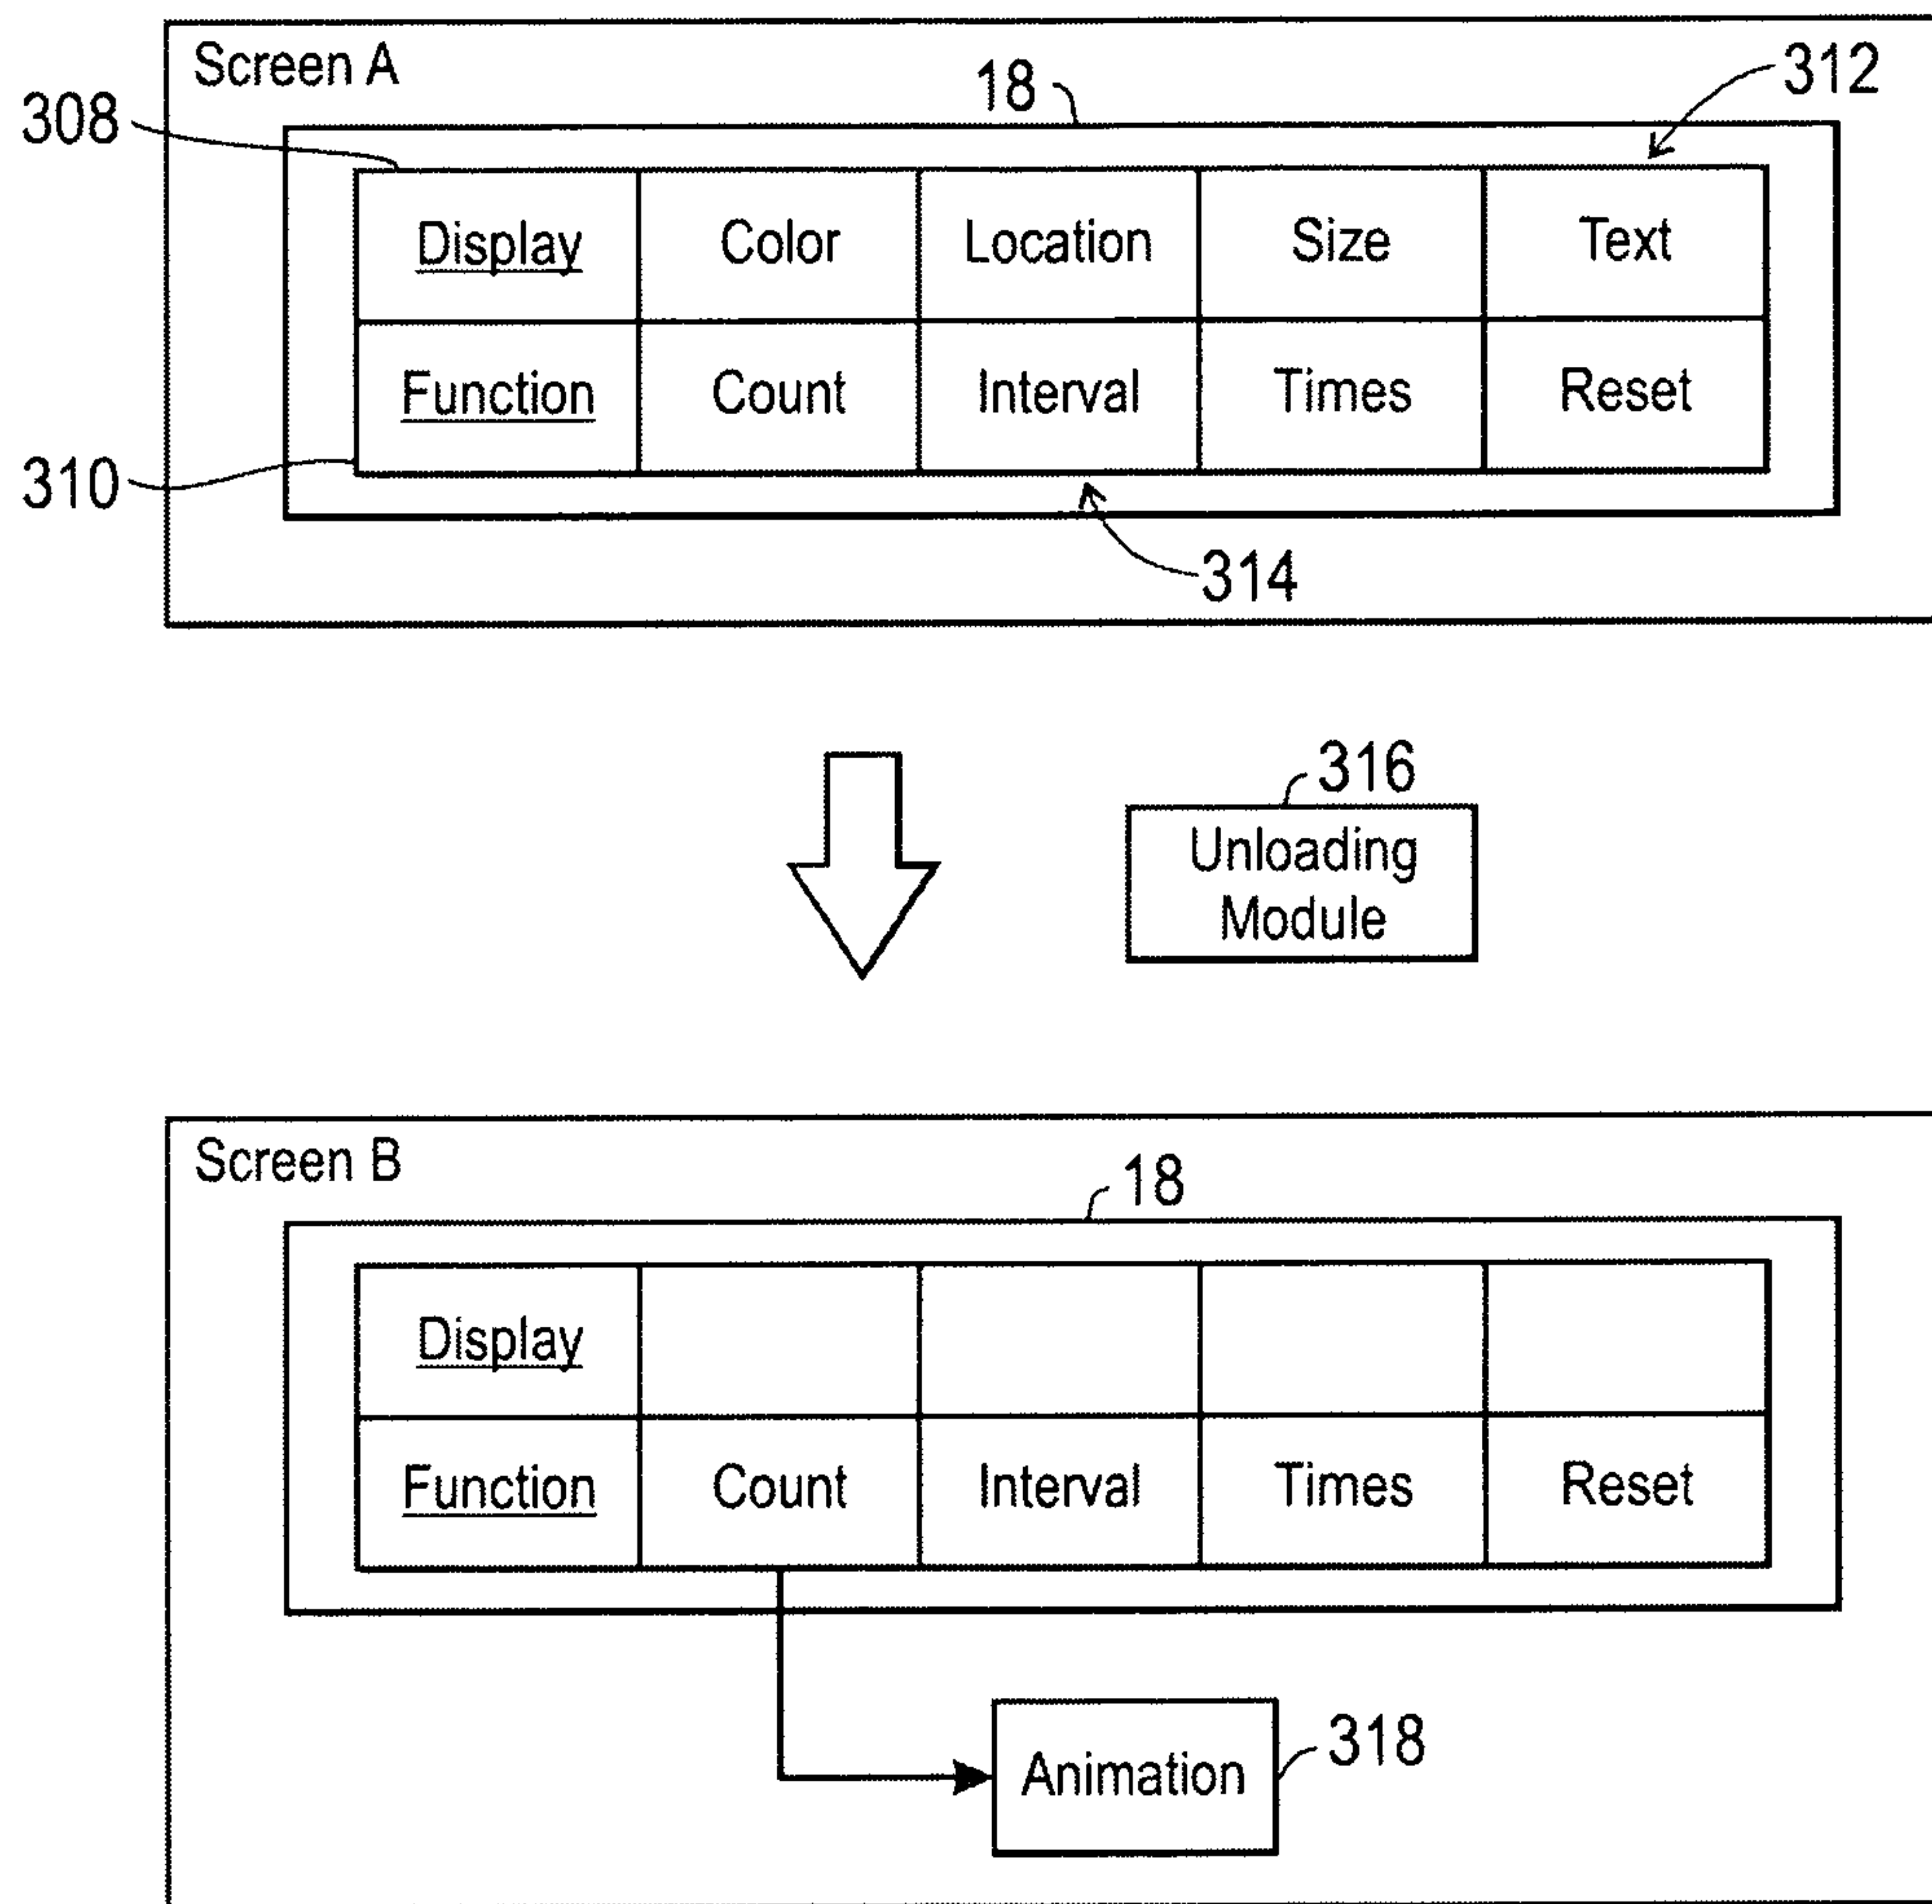 Screen A
18
312
308
Display Color Location Size Text
Function Count Interval Times Reset
310
314
316
Unloading
Module
Screen B
18
Display
Function Count Interval Times Reset
Animation
318